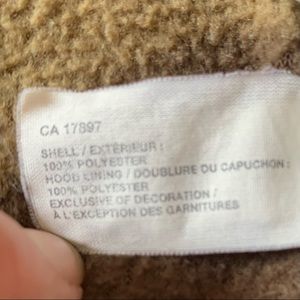 CA 17897
SHELL / EXTÉRIEUR :
100% POLYESTER
HOOD LINING / DOUBLURE DU CAPUCHON :
100% POLYESTER
EXCLUSIVE OF DECORATION /
À L'EXCEPTION DES GARNITURES